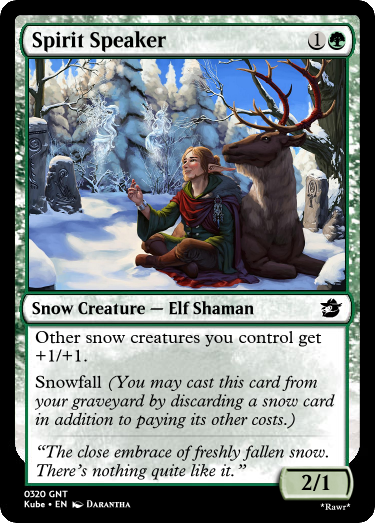 Spirit Speaker 1
Snow Creature — Elf Shaman
Other snow creatures you control get
+1/+1.
Snowfall (You may cast this card from
your graveyard by discarding a snow card
in addition to paying its other costs.)
“The close embrace of freshly fallen snow.
There’s nothing quite like it.”
2/1
0320 GNT
Kube • EN Darantha
*Rawr*